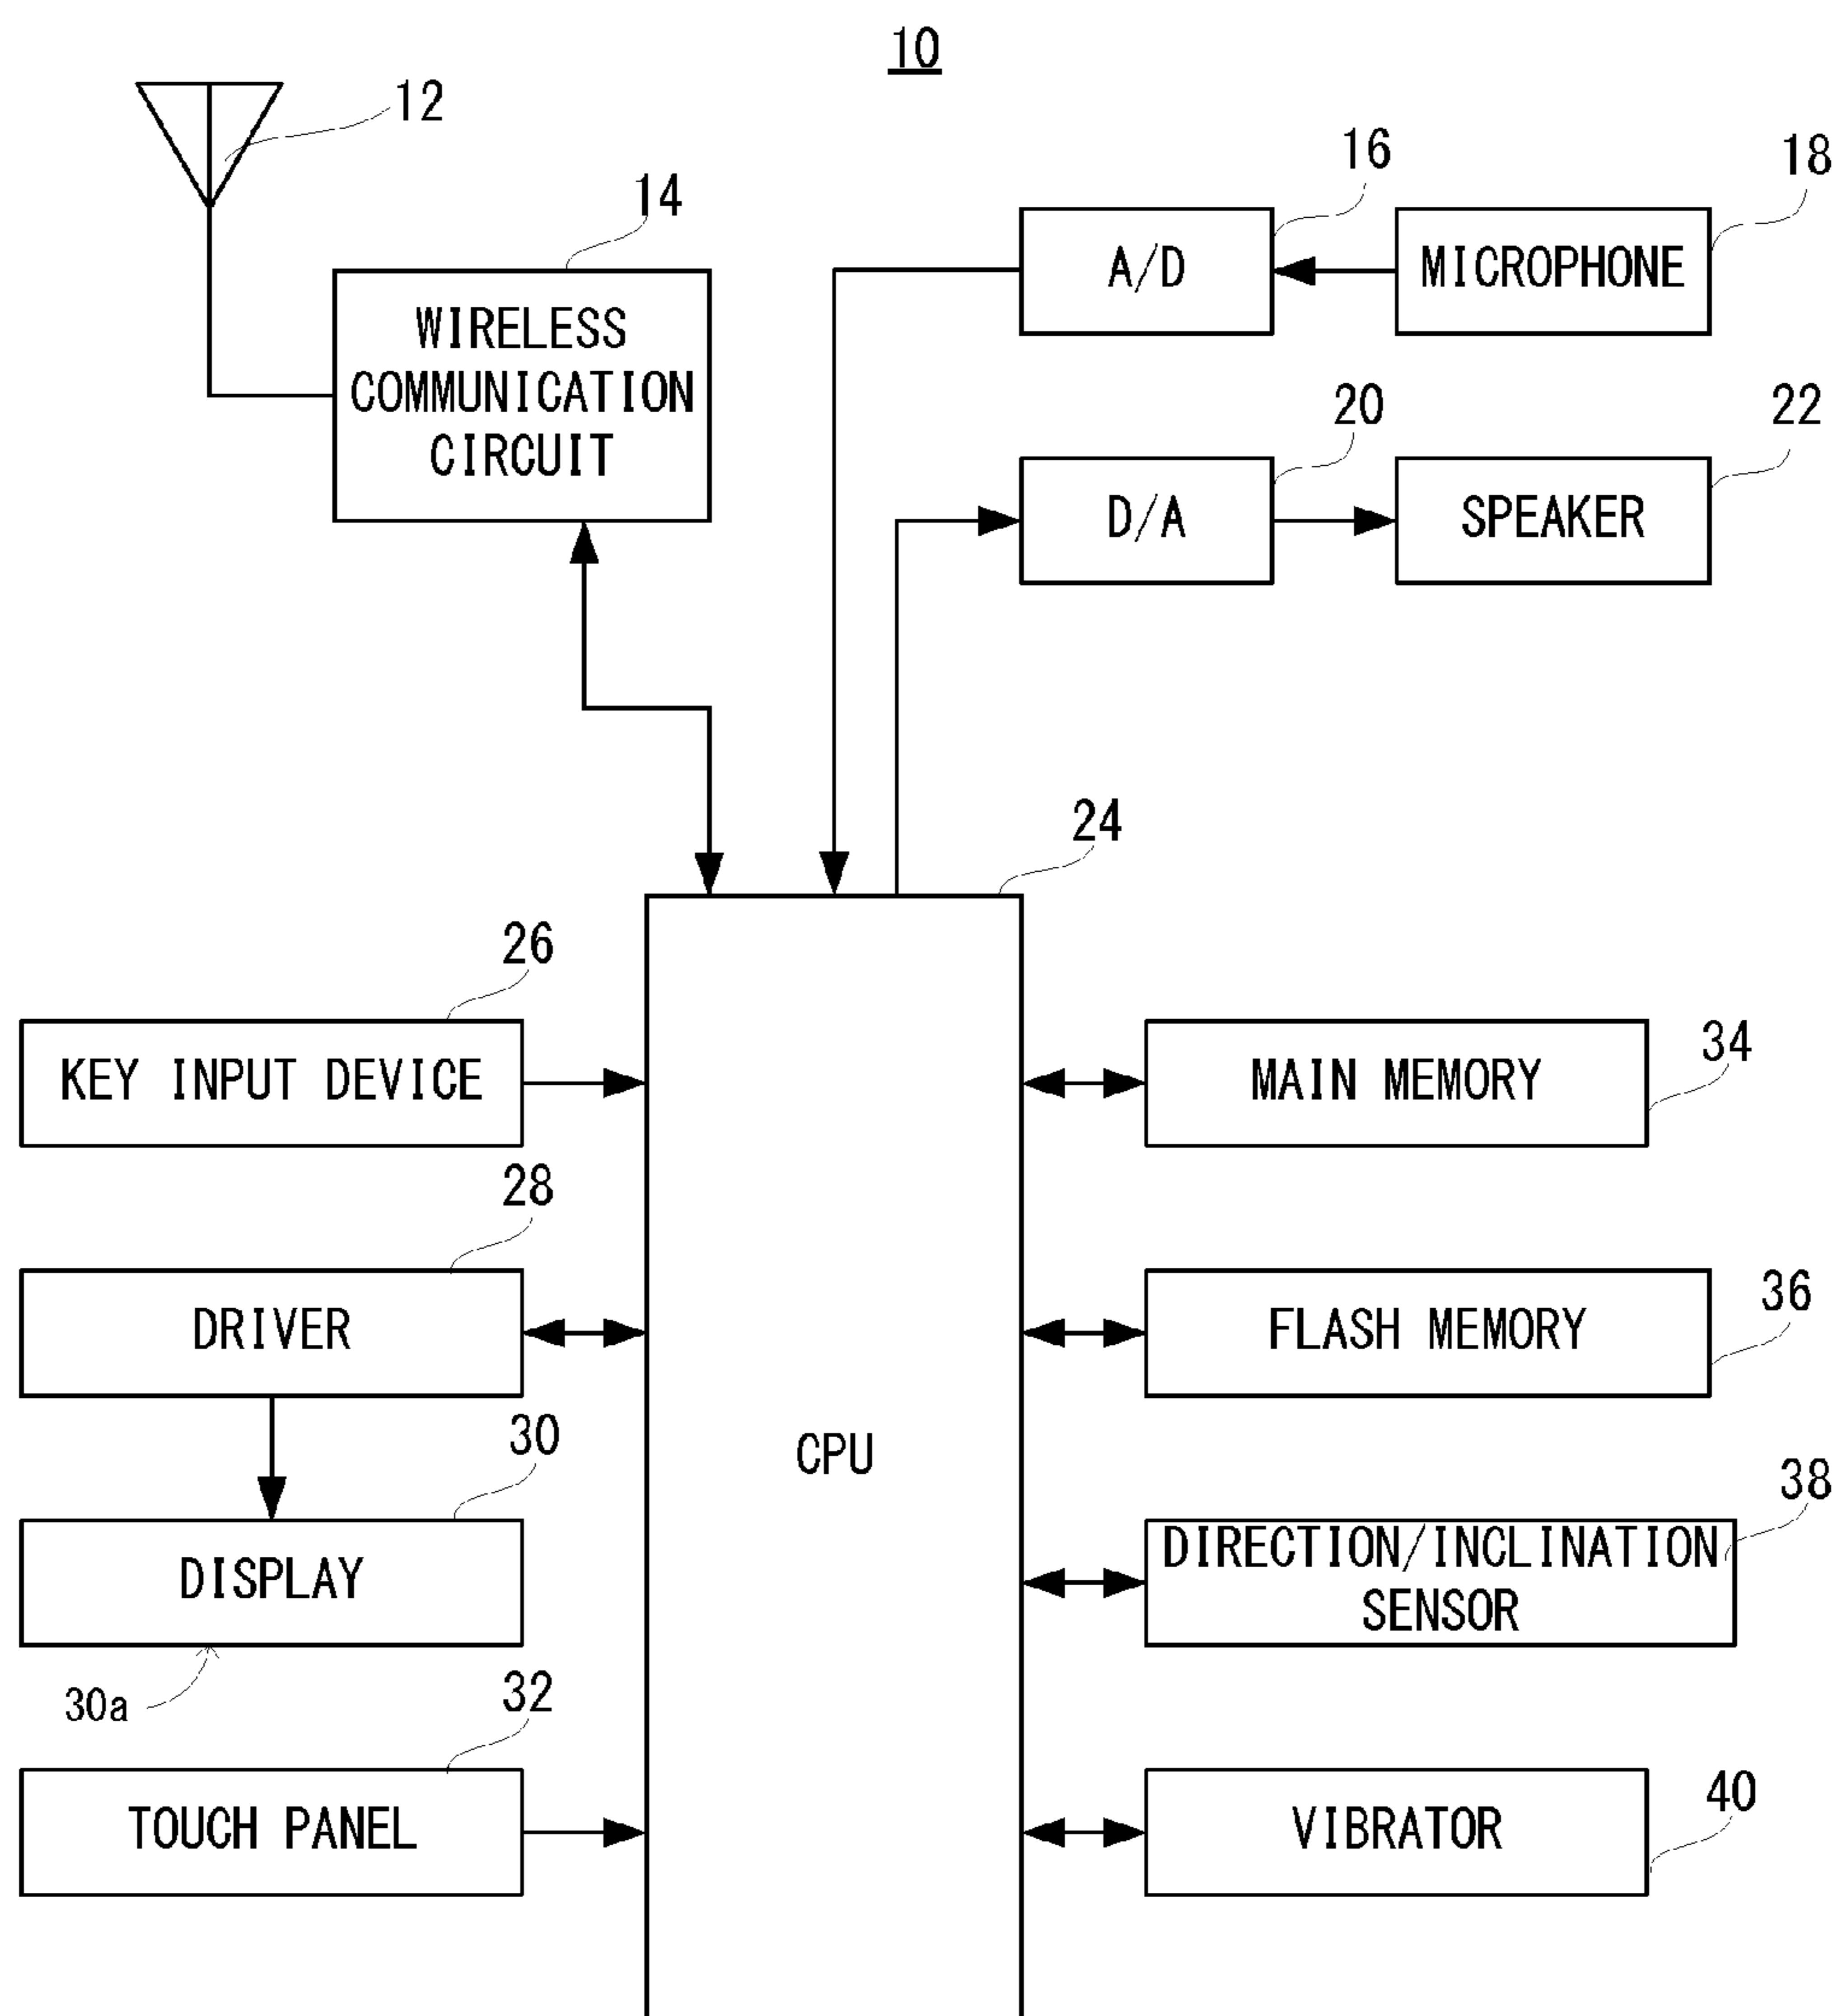 10
12
14
WIRELESS
COMMUNICATION
CIRCUIT
16
A/D
18
MICROPHONE
20
D/A
22
SPEAKER
24
CPU
26
KEY INPUT DEVICE
28
DRIVER
30
DISPLAY
30a
32
TOUCH PANEL
34
MAIN MEMORY
36
FLASH MEMORY
38
DIRECTION/INCLINATION
SENSOR
40
VIBRATOR